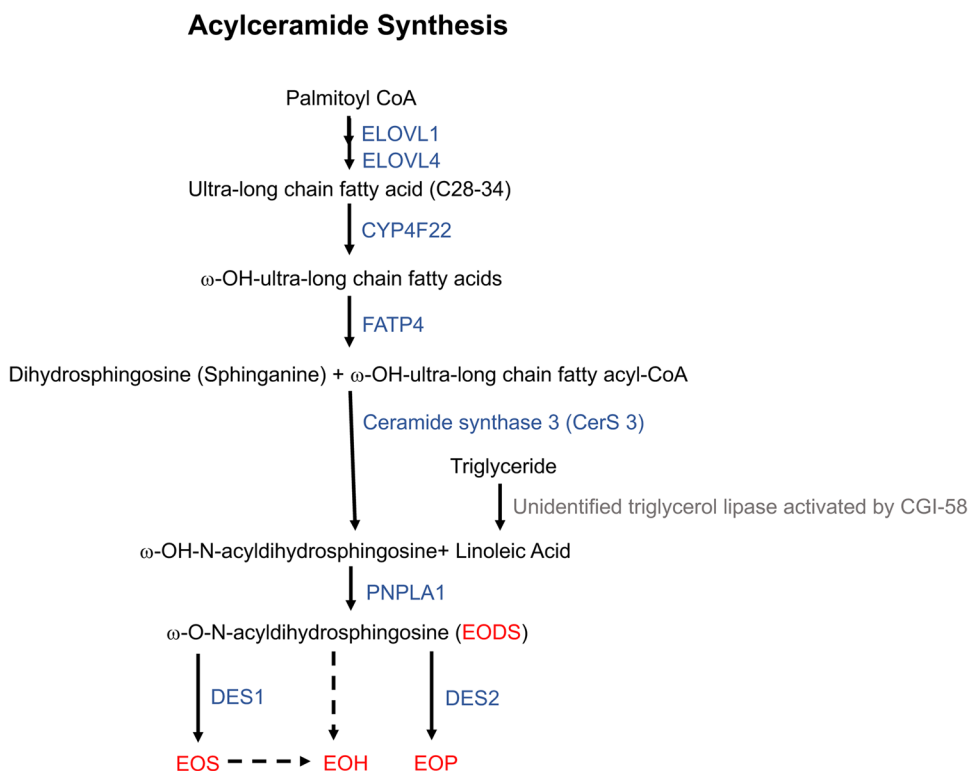 Acylceramide Synthesis
Palmitoyl CoA
ELOVL1
ELOVL4
Ultra-long chain fatty acid (C28-34)
CYP4F22
ω-OH-ultra-long chain fatty acids
FATP4
Dihydrosphingosine (Sphinganine) + ω-OH-ultra-long chain fatty acyl-CoA
Ceramide synthase 3 (CerS 3)
Triglyceride
Unidentified triglycerol lipase activated by CGI-58
ω-OH-N-acyldihydrosphingosine+ Linoleic Acid
PNPLA1
ω-O-N-acyldihydrosphingosine (EODS)
DES1
DES2
EOS
EOH
EOP